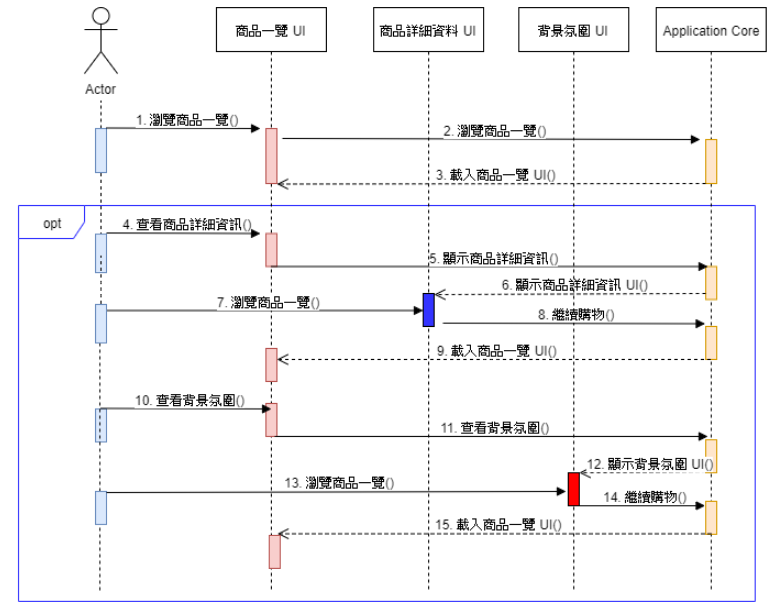 商品一覽 UI
商品詳細資料 UI
背景氛圍 UI
Application Core
Actor
1. 瀏覽商品一覽()
2. 瀏覽商品一覽()
3. 載入商品一覽 UI()
opt
4. 查看商品詳細資訊()
5. 顯示商品詳細資訊()
6. 顯示商品詳細資訊 UI()
7. 瀏覽商品一覽()
8. 繼續購物()
9. 載入商品一覽 UI()
10. 查看背景氛圍()
11. 查看背景氛圍()
12. 顯示背景氛圍 UI()
13. 瀏覽商品一覽()
14. 繼續購物()
15. 載入商品一覽 UI()